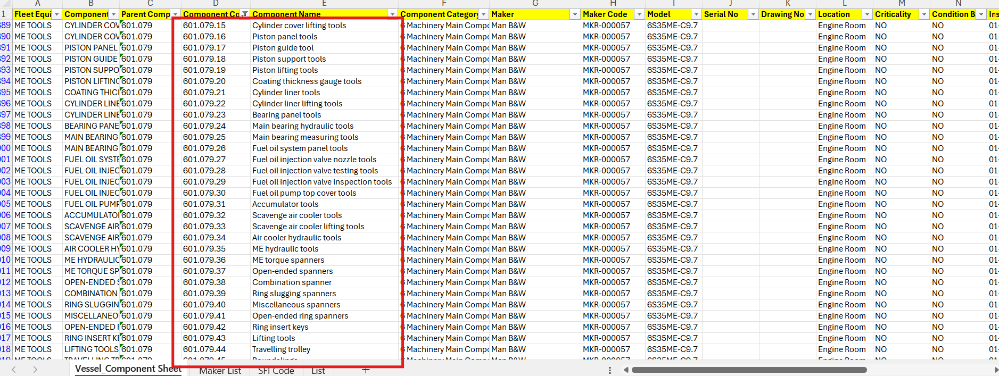 A B C D E F G H I J K L M N
1 Fleet Equi Component Parent Comp Component Co Component Name Component Category Maker Maker Code Model Serial No Drawing No Location Criticality Condition B Ins
389 ME TOOLS CYLINDER COV 601.079 601.079.15 Cylinder cover lifting tools 6 Machinery Main Compo Man B&W MKR-000057 6S35ME-C9.7 Engine Room NO NO 01-
390 ME TOOLS CYLINDER COV 601.079 601.079.16 Piston panel tools 6 Machinery Main Compo Man B&W MKR-000057 6S35ME-C9.7 Engine Room NO NO 01-
391 ME TOOLS PISTON PANEL 601.079 601.079.17 Piston guide tool 6 Machinery Main Compo Man B&W MKR-000057 6S35ME-C9.7 Engine Room NO NO 01-
392 ME TOOLS PISTON GUIDE 601.079 601.079.18 Piston support tools 6 Machinery Main Compo Man B&W MKR-000057 6S35ME-C9.7 Engine Room NO NO 01-
393 ME TOOLS PISTON SUPPO 601.079 601.079.19 Piston lifting tools 6 Machinery Main Compo Man B&W MKR-000057 6S35ME-C9.7 Engine Room NO NO 01-
394 ME TOOLS PISTON LIFTING 601.079 601.079.20 Coating thickness gauge tools 6 Machinery Main Compo Man B&W MKR-000057 6S35ME-C9.7 Engine Room NO NO 01-
395 ME TOOLS COATING THICI 601.079 601.079.21 Cylinder liner tools 6 Machinery Main Compo Man B&W MKR-000057 6S35ME-C9.7 Engine Room NO NO 01-
396 ME TOOLS CYLINDER LINE 601.079 601.079.22 Cylinder liner lifting tools 6 Machinery Main Compo Man B&W MKR-000057 6S35ME-C9.7 Engine Room NO NO 01-
397 ME TOOLS CYLINDER LINE 601.079 601.079.23 Bearing panel tools 6 Machinery Main Compo Man B&W MKR-000057 6S35ME-C9.7 Engine Room NO NO 01-
398 ME TOOLS BEARING PANE 601.079 601.079.24 Main bearing hydraulic tools 6 Machinery Main Compo Man B&W MKR-000057 6S35ME-C9.7 Engine Room NO NO 01-
399 ME TOOLS MAIN BEARING 601.079 601.079.25 Main bearing measuring tools 6 Machinery Main Compo Man B&W MKR-000057 6S35ME-C9.7 Engine Room NO NO 01-
00 ME TOOLS MAIN BEARING 601.079 601.079.26 Fuel oil system panel tools 6 Machinery Main Compo Man B&W MKR-000057 6S35ME-C9.7 Engine Room NO NO 01-
01 ME TOOLS FUEL OIL SYSTE 601.079 601.079.27 Fuel oil injection valve nozzle tools 6 Machinery Main Compo Man B&W MKR-000057 6S35ME-C9.7 Engine Room NO NO 01-
02 ME TOOLS FUEL OIL INJEC 601.079 601.079.28 Fuel oil injection valve testing tools 6 Machinery Main Compo Man B&W MKR-000057 6S35ME-C9.7 Engine Room NO NO 01-
03 ME TOOLS FUEL OIL INJEC 601.079 601.079.29 Fuel oil injection valve inspection tools 6 Machinery Main Compo Man B&W MKR-000057 6S35ME-C9.7 Engine Room NO NO 01-
04 ME TOOLS FUEL OIL INJEC 601.079 601.079.30 Fuel oil pump top cover tools 6 Machinery Main Compo Man B&W MKR-000057 6S35ME-C9.7 Engine Room NO NO 01-
05 ME TOOLS FUEL OIL PUMP 601.079 601.079.31 Accumulator tools 6 Machinery Main Compo Man B&W MKR-000057 6S35ME-C9.7 Engine Room NO NO 01-
06 ME TOOLS ACCUMULATOI 601.079 601.079.32 Scavenge air cooler tools 6 Machinery Main Compo Man B&W MKR-000057 6S35ME-C9.7 Engine Room NO NO 01-
07 ME TOOLS SCAVENGE AIR 601.079 601.079.33 Scavenge air cooler lifting tools 6 Machinery Main Compo Man B&W MKR-000057 6S35ME-C9.7 Engine Room NO NO 01-
08 ME TOOLS SCAVENGE AIR 601.079 601.079.34 Air cooler hydraulic tools 6 Machinery Main Compo Man B&W MKR-000057 6S35ME-C9.7 Engine Room NO NO 01-
09 ME TOOLS AIR COOLER HY 601.079 601.079.35 ME hydraulic tools 6 Machinery Main Compo Man B&W MKR-000057 6S35ME-C9.7 Engine Room NO NO 01-
10 ME TOOLS ME HYDRAULIC 601.079 601.079.36 ME torque spanners 6 Machinery Main Compo Man B&W MKR-000057 6S35ME-C9.7 Engine Room NO NO 01-
11 ME TOOLS ME TORQUE SP 601.079 601.079.37 Open-ended spanners 6 Machinery Main Compo Man B&W MKR-000057 6S35ME-C9.7 Engine Room NO NO 01-
12 ME TOOLS OPEN-ENDED S 601.079 601.079.38 Combination spanner 6 Machinery Main Compo Man B&W MKR-000057 6S35ME-C9.7 Engine Room NO NO 01-
13 ME TOOLS COMBINATION 601.079 601.079.39 Ring slugging spanners 6 Machinery Main Compo Man B&W MKR-000057 6S35ME-C9.7 Engine Room NO NO 01-
14 ME TOOLS RING SLUGGIN 601.079 601.079.40 Miscellaneous spanners 6 Machinery Main Compo Man B&W MKR-000057 6S35ME-C9.7 Engine Room NO NO 01-
15 ME TOOLS MISCELLANEO 601.079 601.079.41 Open-ended ring spanners 6 Machinery Main Compo Man B&W MKR-000057 6S35ME-C9.7 Engine Room NO NO 01-
16 ME TOOLS OPEN-ENDED F 601.079 601.079.42 Ring insert keys 6 Machinery Main Compo Man B&W MKR-000057 6S35ME-C9.7 Engine Room NO NO 01-
17 ME TOOLS RING INSERT KE 601.079 601.079.43 Lifting tools 6 Machinery Main Compo Man B&W MKR-000057 6S35ME-C9.7 Engine Room NO NO 01-
18 ME TOOLS LIFTING TOOLS 601.079 601.079.44 Travelling trolley 6 Machinery Main Compo Man B&W MKR-000057 6S35ME-C9.7 Engine Room NO NO 01-
Vessel_Component Sheet Maker List SFI Code List +